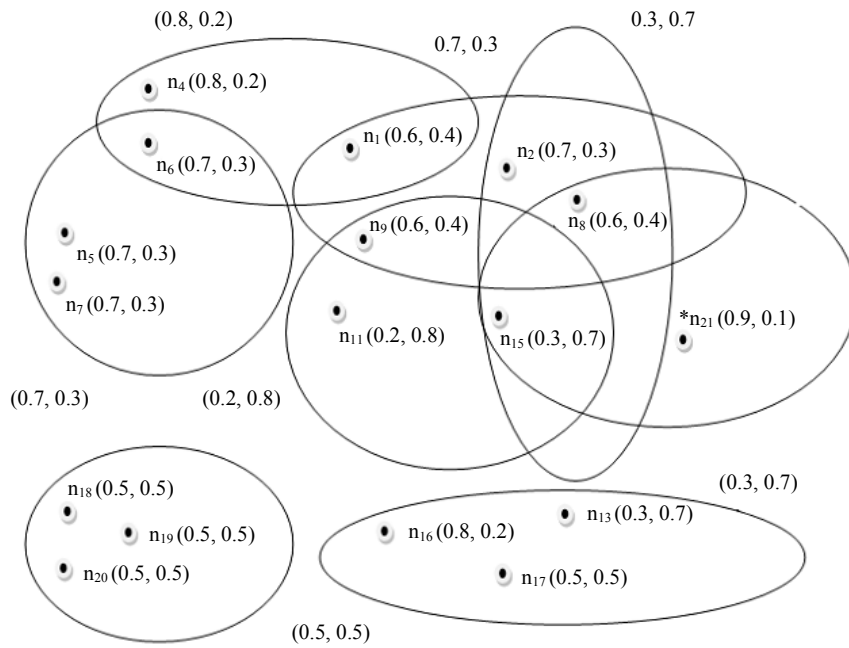 (0.8, 0.2)
0.3, 0.7
0.7, 0.3
n4 (0.8, 0.2)
n1 (0.6, 0.4)
n2 (0.7, 0.3)
n6 (0.7, 0.3)
n9 (0.6, 0.4)
n8 (0.6, 0.4)
n5 (0.7, 0.3)
n7 (0.7, 0.3)
*n21 (0.9, 0.1)
n11 (0.2, 0.8)
n15 (0.3, 0.7)
(0.7, 0.3)
(0.2, 0.8)
(0.3, 0.7)
n18 (0.5, 0.5)
n13 (0.3, 0.7)
n19 (0.5, 0.5)
n16 (0.8, 0.2)
n20 (0.5, 0.5)
n17 (0.5, 0.5)
(0.5, 0.5)